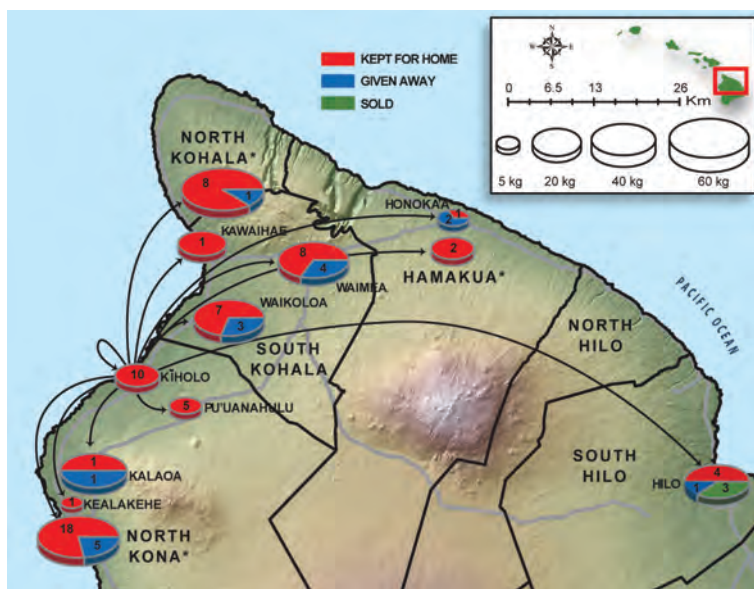 KEPT FOR HOME
GIVEN AWAY
SOLD
N
W E
S
0 6.5 13 26
Km
5 kg 20 kg 40 kg 60 kg
NORTH
KOHALA*
8
1
KAWAIHAE
1
HONOKAA
1
2
8
4
WAIMEA
2
HAMAKUA*
PACIFIC OCEAN
WAIKOLOA
7
3
NORTH
HILO
SOUTH
KOHALA
10
KĪHOLO
5
PU'UANAHULU
SOUTH
HILO
1
1
KALAOA
4
HILO
1
3
1
KEALAKEHE
18
5
NORTH
KONA*